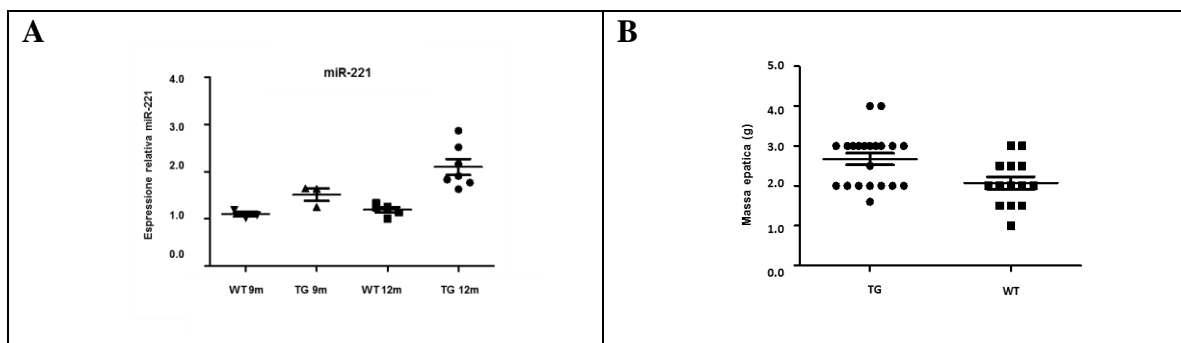 A
miR-221
Espressione relativa miR-221
4.0
3.0
2.0
1.0
0.0
WT 9m
TG 9m
WT 12m
TG 12m
B
Massa epatica (g)
5.0
4.0
3.0
2.0
1.0
0.0
TG
WT